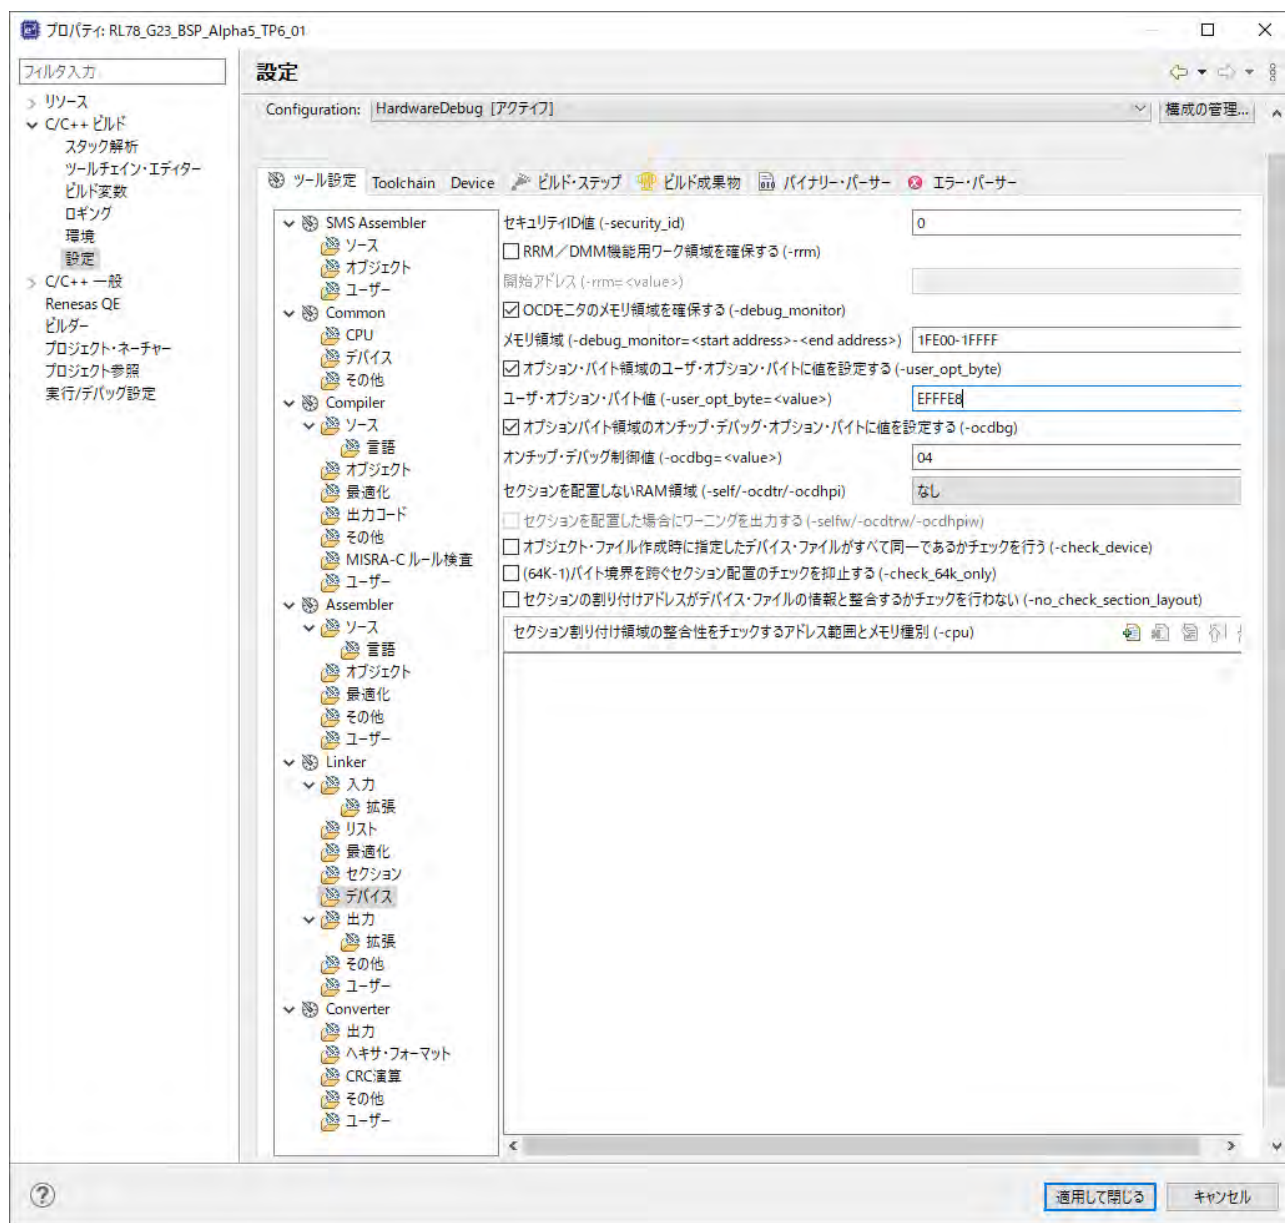 プロパティ: RL78_G23_BSP_Alpha5_TP6_01
フィルタ入力
リソース
C/C++ ビルド
スタック解析
ツールチェイン・エディター
ビルド変数
ロギング
環境
設定
C/C++ 一般
Renesas QE
ビルダー
プロジェクト・ネーチャー
プロジェクト参照
実行/デバッグ設定
設定
Configuration: HardwareDebug [アクティブ] 構成の管理...
ツール設定 Toolchain Device ビルド・ステップ ビルド成果物 バイナリー・パーサー エラー・パーサー
SMS Assembler
ソース
オブジェクト
ユーザー
Common
CPU
デバイス
その他
Compiler
ソース
言語
オブジェクト
最適化
出力コード
その他
MISRA-C ルール検査
ユーザー
Assembler
ソース
言語
オブジェクト
最適化
その他
ユーザー
Linker
入力
拡張
リスト
最適化
セクション
デバイス
出力
拡張
その他
ユーザー
Converter
出力
ヘキサ・フォーマット
CRC演算
その他
ユーザー
セキュリティID値 (-security_id) 0
RRM／DMM機能用ワーク領域を確保する (-rrm)
開始アドレス (-rrm=<value>)
OCDモニタのメモリ領域を確保する (-debug_monitor)
メモリ領域 (-debug_monitor=<start address>-<end address>) 1FE00-1FFFF
オプション・バイト領域のユーザ・オプション・バイトに値を設定する (-user_opt_byte)
ユーザ・オプション・バイト値 (-user_opt_byte=<value>) EFFFE8
オプションバイト領域のオンチップ・デバッグ・オプション・バイトに値を設定する (-ocdbg)
オンチップ・デバッグ制御値 (-ocdbg=<value>) 04
セクションを配置しないRAM領域 (-self/-ocdtr/-ocdhpi) なし
セクションを配置した場合にワーニングを出力する (-selfw/-ocdtrw/-ocdhpiw)
オブジェクト・ファイル作成時に指定したデバイス・ファイルがすべて同一であるかチェックを行う (-check_device)
(64K-1)バイト境界を跨ぐセクション配置のチェックを抑止する (-check_64k_only)
セクションの割り付けアドレスがデバイス・ファイルの情報と整合するかチェックを行わない (-no_check_section_layout)
セクション割り付け領域の整合性をチェックするアドレス範囲とメモリ種別 (-cpu)
適用して閉じる キャンセル